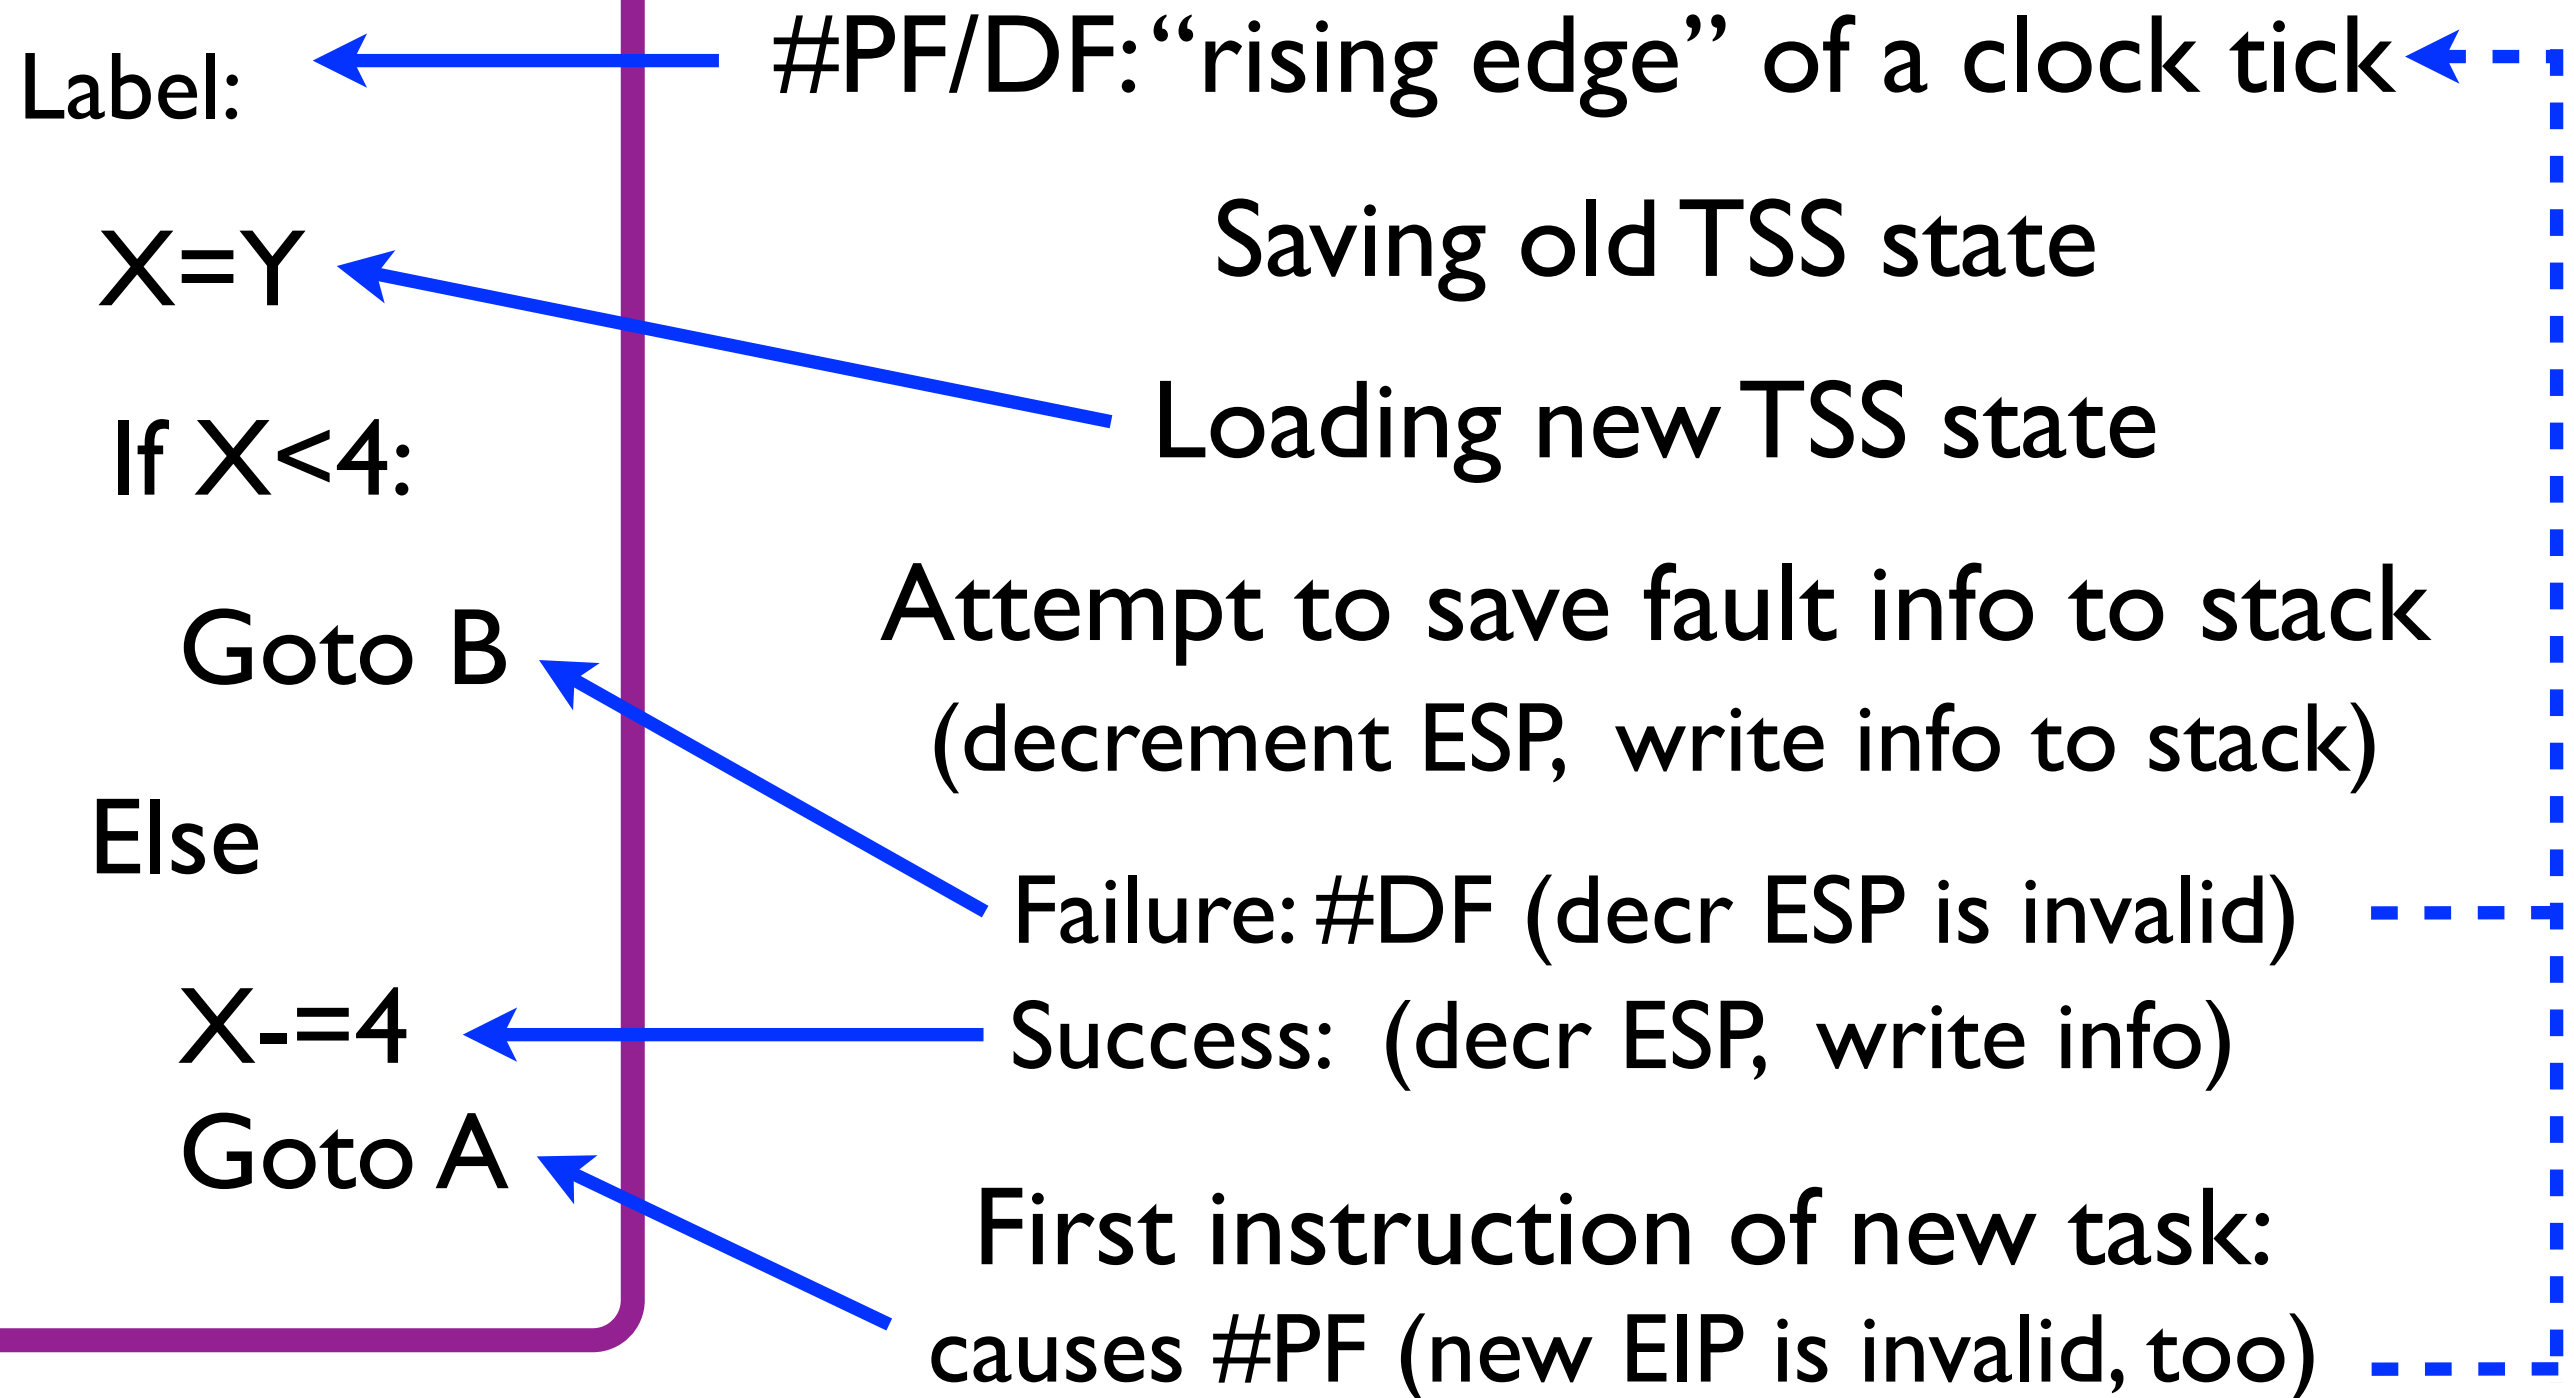 Label:
X=Y
If X<4:
Goto B
Else
X-=4
Goto A
#PF/DF: “rising edge” of a clock tick
Saving old TSS state
Loading new TSS state
Attempt to save fault info to stack
(decrement ESP, write info to stack)
Failure: #DF (decr ESP is invalid)
Success: (decr ESP, write info)
First instruction of new task:
causes #PF (new EIP is invalid, too)